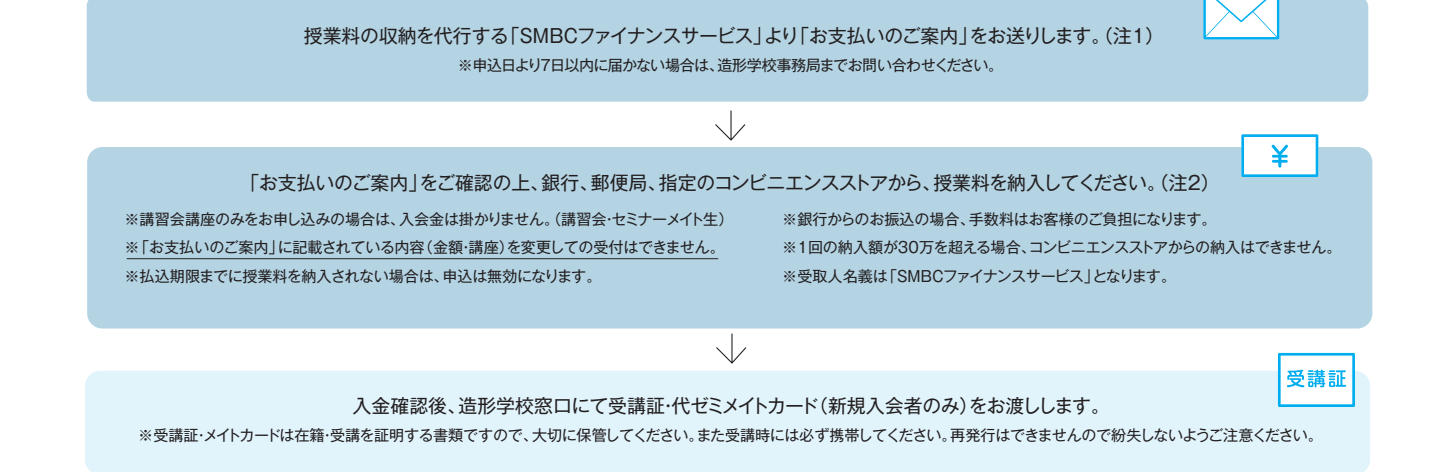 授業料の収納を代行する「SMBCファイナンスサービス」より「お支払いのご案内」をお送りします。(注1)
※申込日より7日以内に届かない場合は、造形学校事務局までお問い合わせください。
¥
「お支払いのご案内」をご確認の上、銀行、郵便局、指定のコンビニエンスストアから、授業料を納入してください。(注2)
※講習会講座のみをお申し込みの場合は、入会金は掛かりません。(講習会・セミナーメイト生)
※「お支払いのご案内」に記載されている内容(金額・講座)を変更しての受付はできません。
※払込期限までに授業料を納入されない場合は、申込は無効になります。
※銀行からのお振込の場合、手数料はお客様のご負担になります。
※1回の納入額が30万を超える場合、コンビニエンスストアからの納入はできません。
※受取人名義は「SMBCファイナンスサービス」となります。
受講証
入金確認後、造形学校窓口にて受講証・代ゼミメイトカード(新規入会者のみ)をお渡しします。
※受講証・メイトカードは在籍・受講を証明する書類ですので、大切に保管してください。また受講時には必ず携帯してください。再発行はできませんので紛失しないようご注意ください。